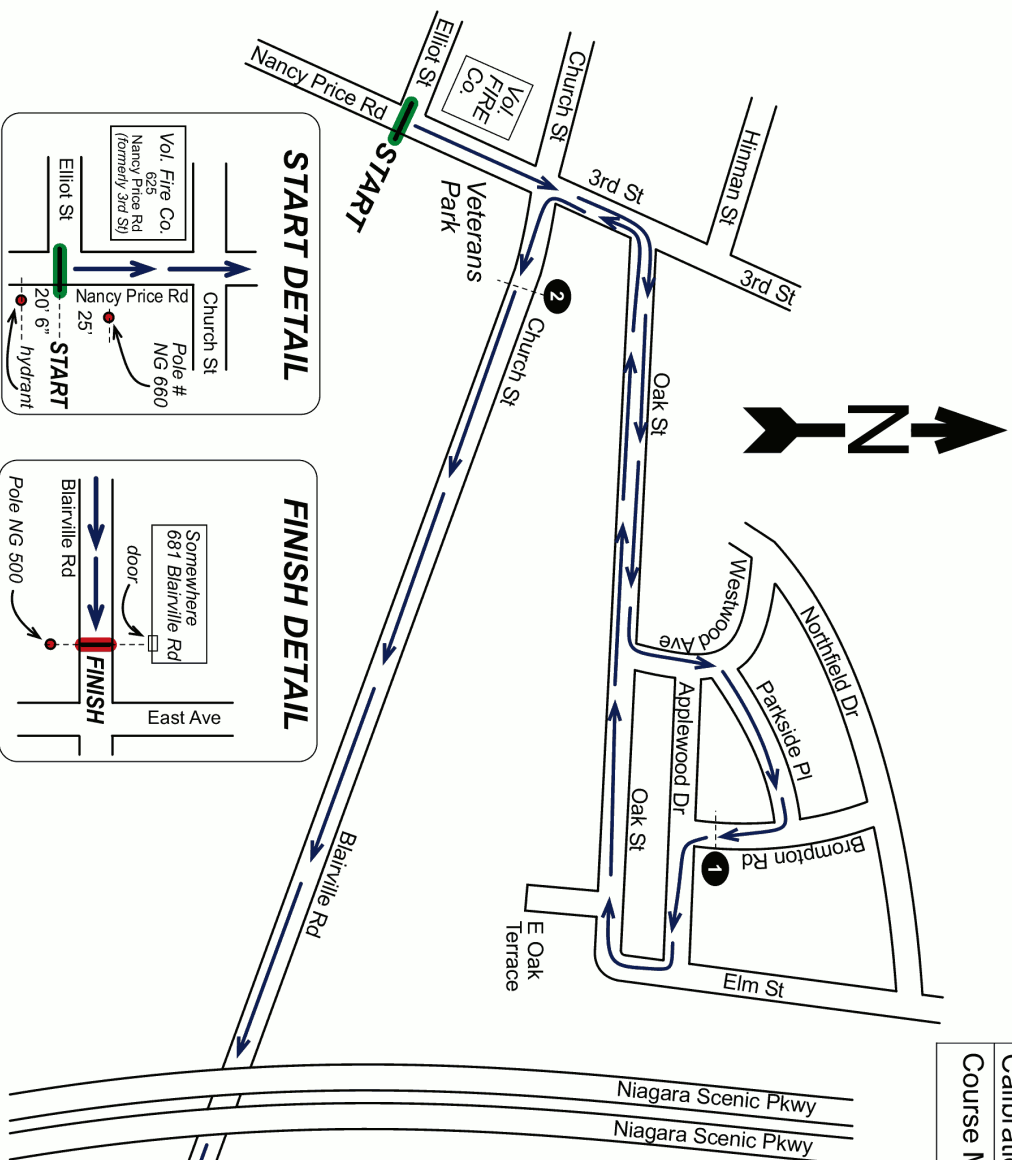 Elliot St
Nancy Price Rd
Vol.
FIRE
Co.
Church St
Hinman St
START
3rd St
3rd St
Veterans
Park
2
Church St
Oak St
N
Westwood Ave
Northfield Dr
Parkside Pl
Applewood Dr
Oak St
1
Brompton Rd
Blairville Rd
E Oak
Terrace
Elm St
Niagara Scenic Pkwy
Niagara Scenic Pkwy
START DETAIL
Vol. Fire Co.
625
Nancy Price Rd
(formerly 3rd St)
Elliot St
Nancy Price Rd
Church St
25'
20' 6"
START
Pole #
NG 660
hydrant
FINISH DETAIL
Somewhere
681 Blairville Rd
door
Blairville Rd
Pole NG 500
FINISH
East Ave
Course